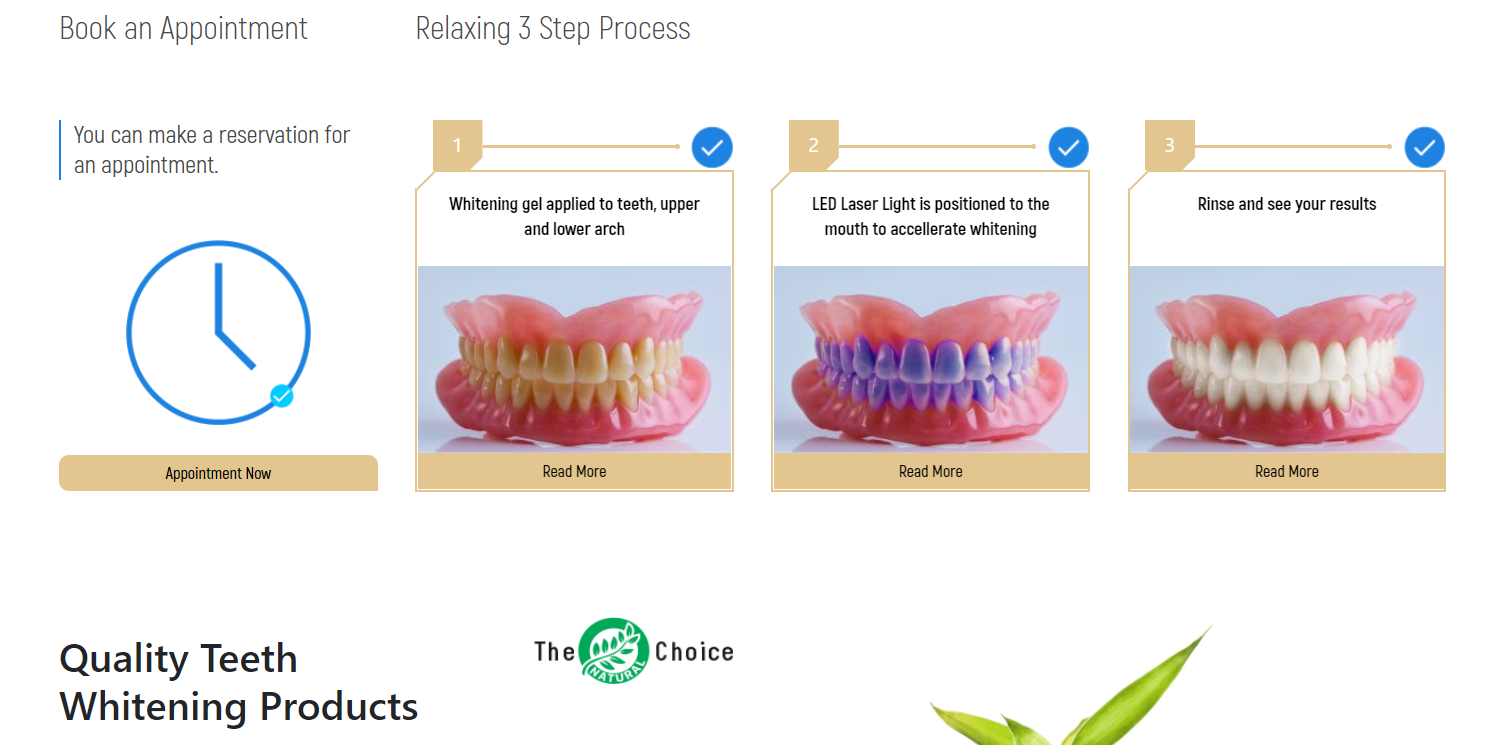 Book an Appointment
Relaxing 3 Step Process
You can make a reservation for
an appointment.
Appointment Now
1
Whitening gel applied to teeth, upper
and lower arch
Read More
2
LED Laser Light is positioned to the
mouth to accellerate whitening
Read More
3
Rinse and see your results
Read More
Quality Teeth
Whitening Products
The NATURAL Choice